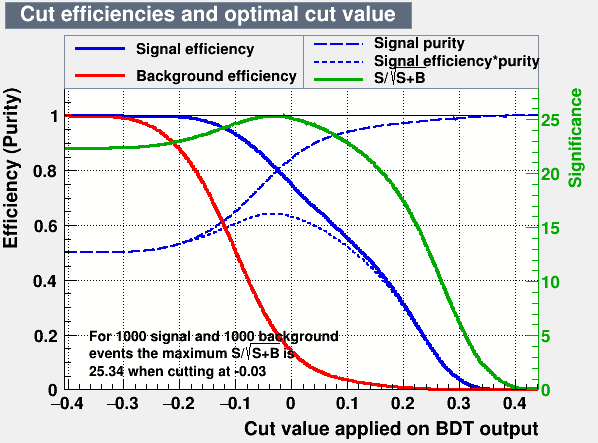 Cut efficiencies and optimal cut value
Signal efficiency
Background efficiency
Signal purity
Signal efficiency*purity
S/√S+B
Efficiency (Purity)
1
0.8
0.6
0.4
0.2
0
Significance
25
20
15
10
5
0
For 1000 signal and 1000 background
events the maximum S/√S+B is
25.34 when cutting at -0.03
−0.4 −0.3 −0.2 −0.1 0 0.1 0.2 0.3 0.4
Cut value applied on BDT output